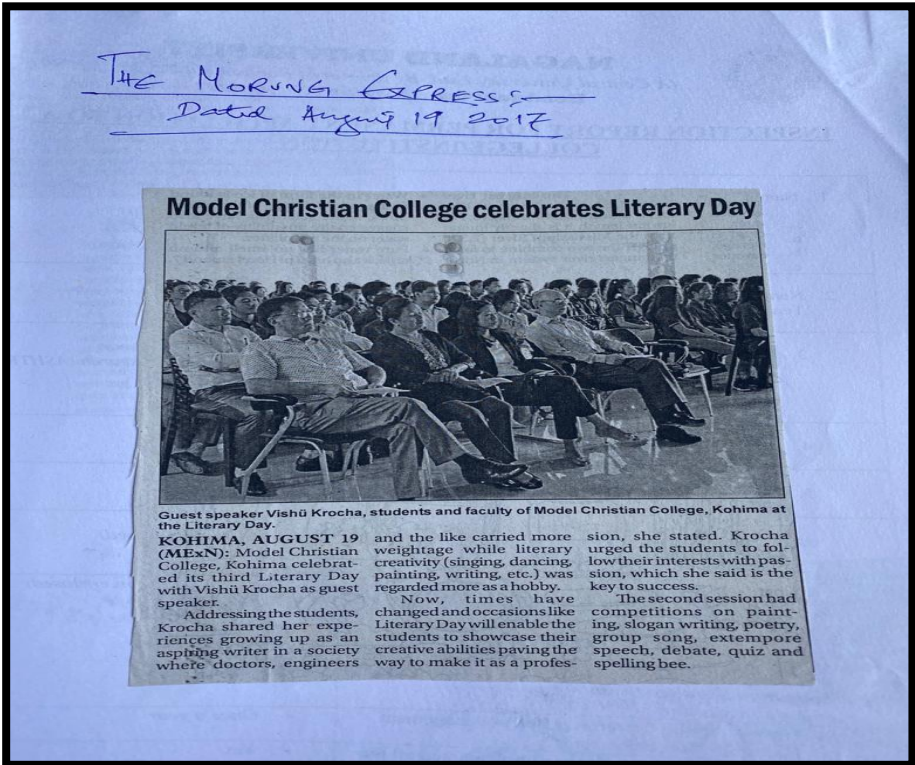 THE MORUNG EXPRESS:-
Dated August 19 2017
Model Christian College celebrates Literary Day
Guest speaker Vishü Krocha, students and faculty of Model Christian College, Kohima at
the Literary Day.
KOHIMA, AUGUST 19
(MExN): Model Christian
College, Kohima celebrat-
ed its third Literary Day
with Vishü Krocha as guest
speaker.
Addressing the students,
Krocha shared her expe-
riences growing up as an
aspiring writer in a society
where doctors, engineers
and the like carried more
weightage while literary
creativity (singing, dancing,
painting, writing, etc.) was
regarded more as a hobby.
Now, times have
changed and occasions like
Literary Day will enable the
students to showcase their
creative abilities paving the
way to make it as a profes-
sion, she stated. Krocha
urged the students to fol-
low their interests with pas-
sion, which she said is the
key to success.
The second session had
competitions on paint-
ing, slogan writing, poetry,
group song, extempore
speech, debate, quiz and
spelling bee.